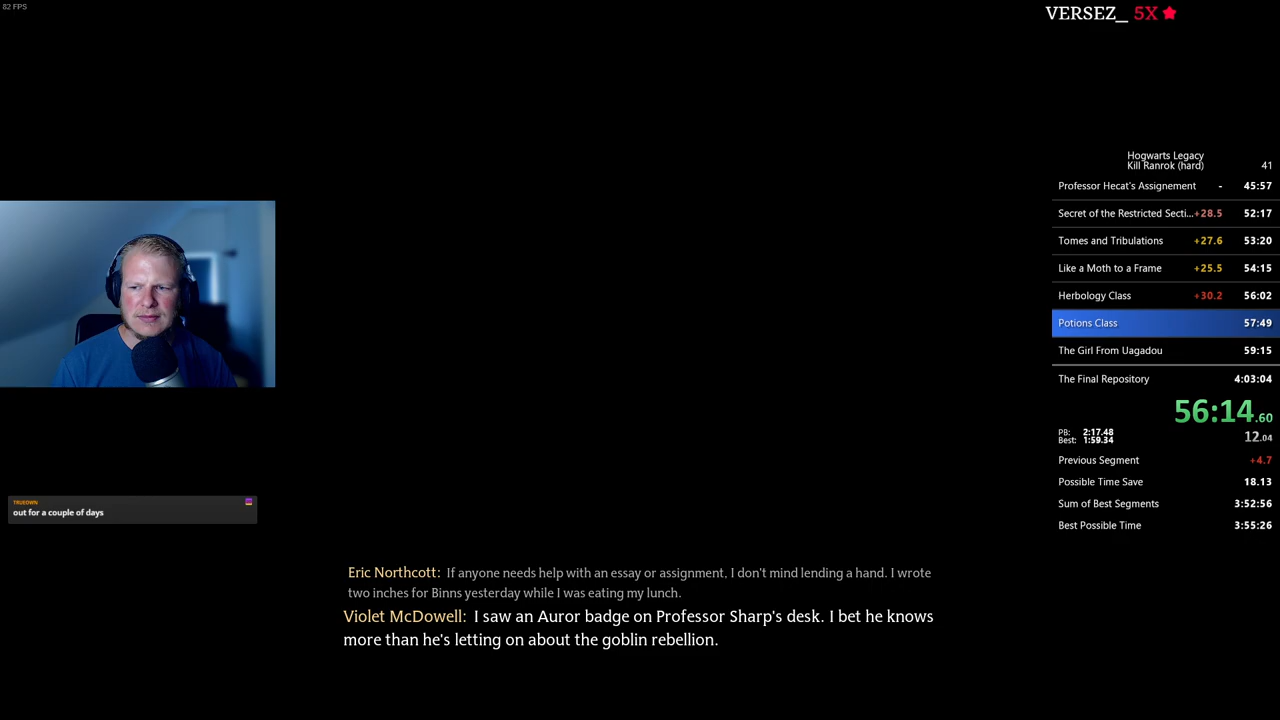 82 FPS
VERSEZ_ 5X
Hogwarts Legacy
Kill Ranrok (hard) 41
Professor Hecat's Assignement - 45:57
Secret of the Restricted Secti... +28.5 52:17
Tomes and Tribulations +27.6 53:20
Like a Moth to a Frame +25.5 54:15
Herbology Class +30.2 56:02
Potions Class 57:49
The Girl From Uagadou 59:15
The Final Repository 4:03:04
56:14.60
PB: 2:17.48
Best: 1:59.34
12.04
Previous Segment +4.7
Possible Time Save 18.13
Sum of Best Segments 3:52:56
Best Possible Time 3:55:26
TRUEDWN
out for a couple of days
Eric Northcott: If anyone needs help with an essay or assignment, I don't mind lending a hand. I wrote
two inches for Binns yesterday while I was eating my lunch.
Violet McDowell: I saw an Auror badge on Professor Sharp's desk. I bet he knows
more than he's letting on about the goblin rebellion.